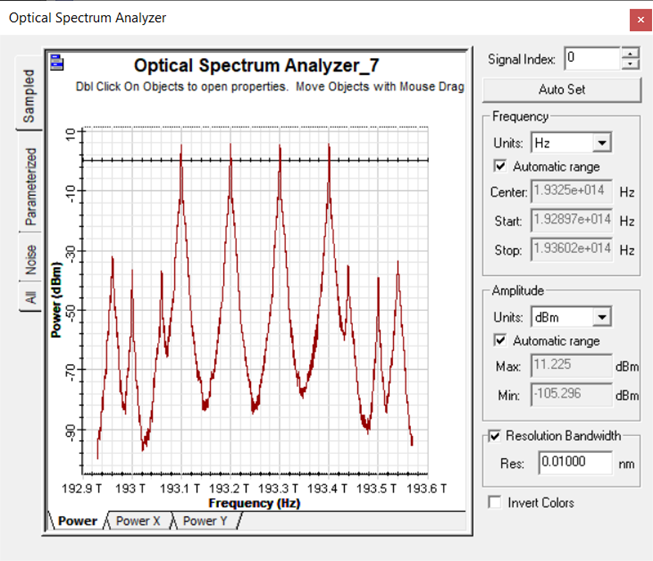 Optical Spectrum Analyzer
Optical Spectrum Analyzer_7
Dbl Click On Objects to open properties. Move Objects with Mouse Drag
Sampled
Parameterized
Noise
All
Power (dBm)
10
-10
-30
-50
-70
-90
192.9 T 193 T 193.1 T 193.2 T 193.3 T 193.4 T 193.5 T 193.6 T
Frequency (Hz)
Power Power X Power Y
Signal Index: 0
Auto Set
Frequency
Units: Hz
Automatic range
Center: 1.9325e+014 Hz
Start: 1.92897e+014 Hz
Stop: 1.93602e+014 Hz
Amplitude
Units: dBm
Automatic range
Max: 11.225 dBm
Min: -105.296 dBm
Resolution Bandwidth
Res: 0.01000 nm
Invert Colors